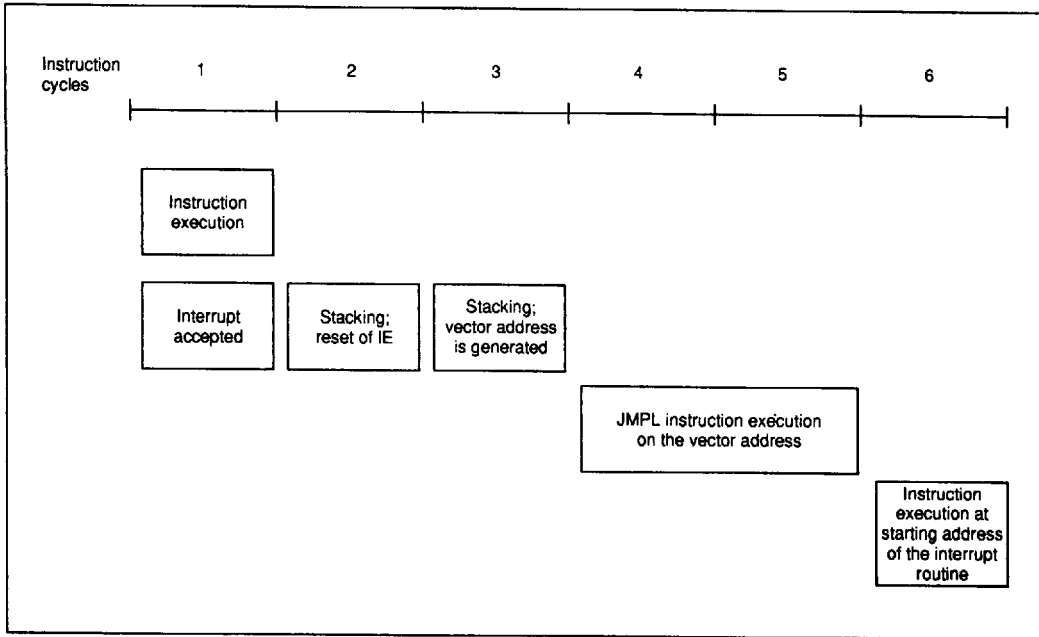 Instruction
cycles
1 2 3 4 5 6
Instruction
execution
Interrupt
accepted
Stacking;
reset of IE
Stacking;
vector address
is generated
JMPL instruction execution
on the vector address
Instruction
execution at
starting address
of the interrupt
routine